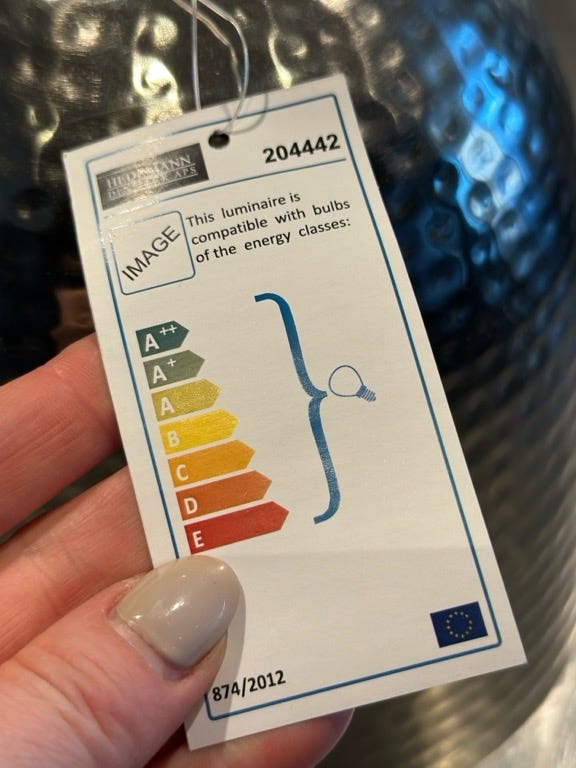 204442
IMAGE
This luminaire is
compatible with bulbs
of the energy classes:
A++
A+
A
B
C
D
E
874/2012